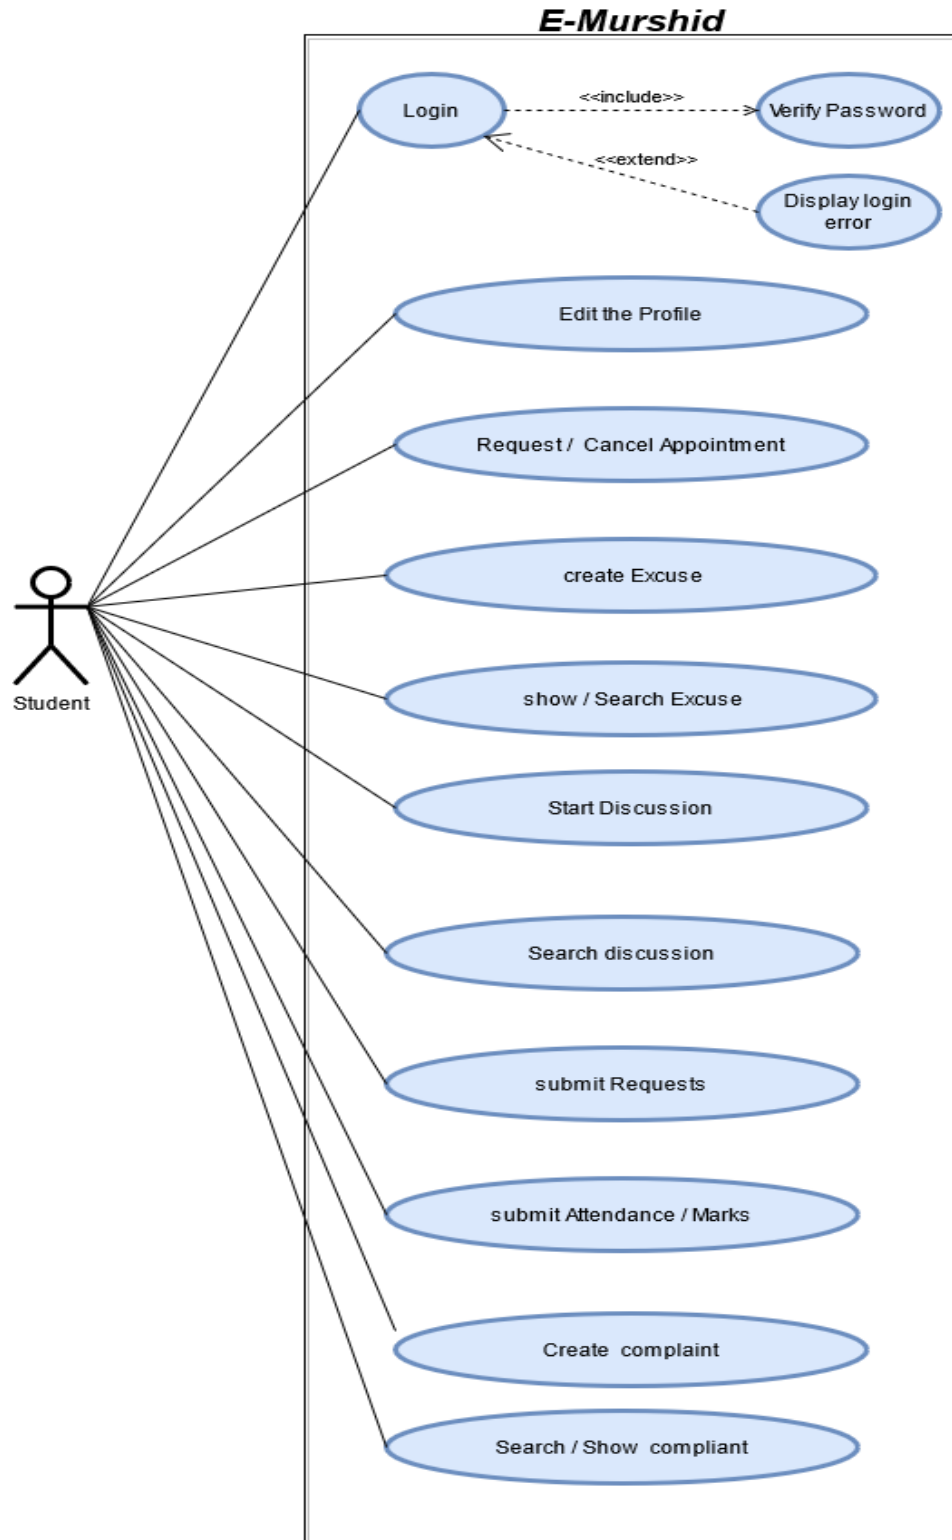 E-Murshid
Login
<<include>>
Verify Password
<<extend>>
Display login
error
Edit the Profile
Request / Cancel Appointment
create Excuse
show / Search Excuse
Student
Start Discussion
Search discussion
submit Requests
submit Attendance / Marks
Create complaint
Search / Show compliant